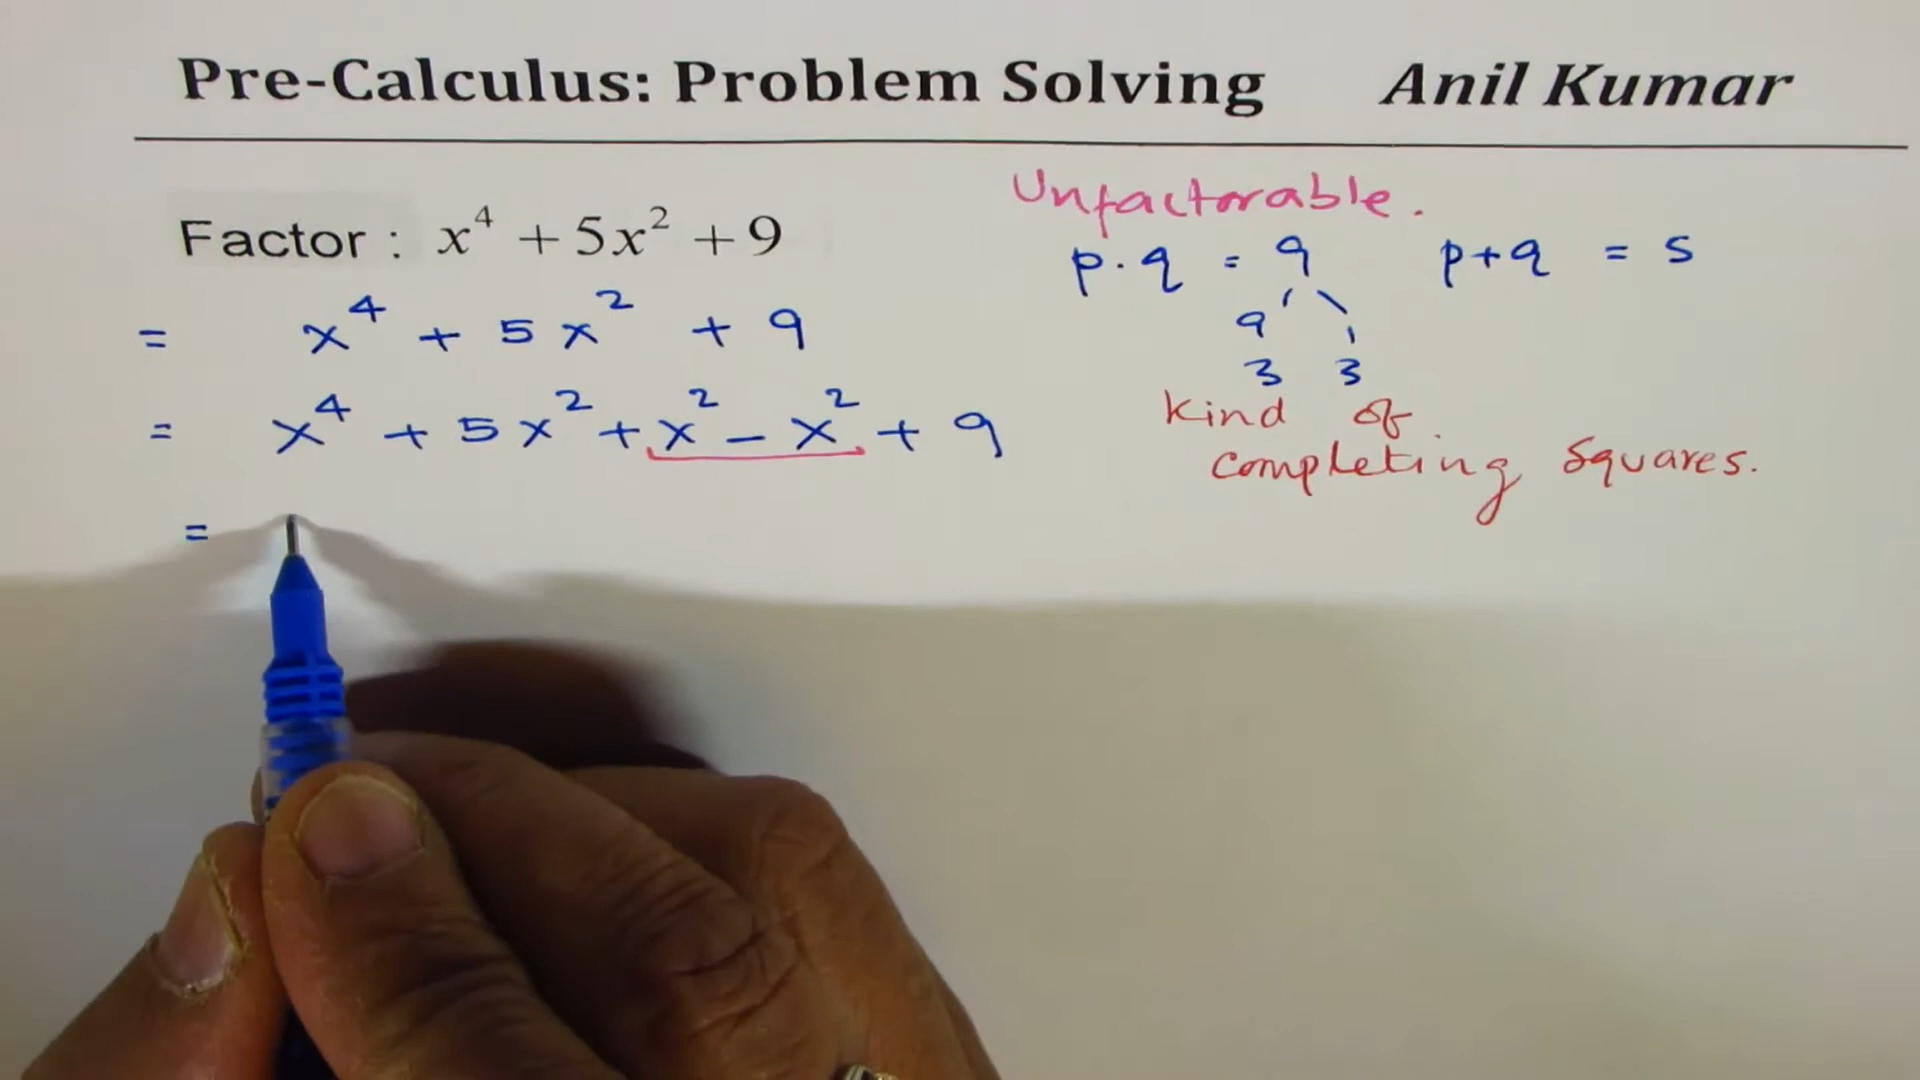 Pre-Calculus: Problem Solving Anil Kumar
Unfactorable.
Factor : x⁴ + 5x² + 9
p . q = 9 p+q = 5
= x⁴ + 5x² + 9
9 1
3 3
= x⁴ + 5x² + x² − x² + 9
Kind of
completing squares.
=